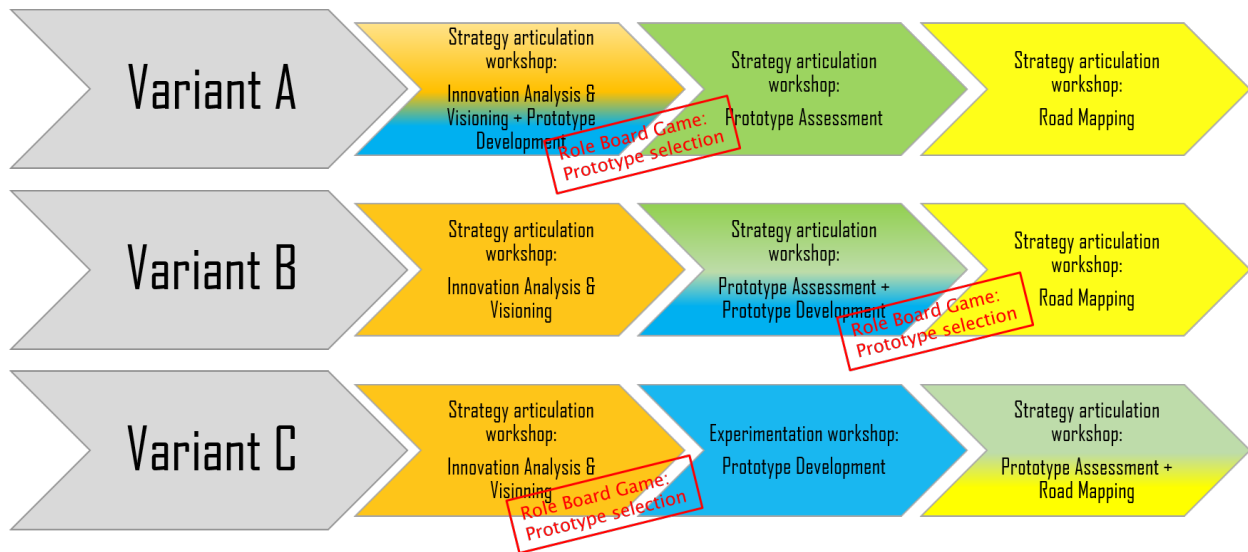 Variant A
Strategy articulation
workshop:
Innovation Analysis &
Visioning + Prototype
Development
Role Board Game:
Prototype selection
Strategy articulation
workshop:
Prototype Assessment
Strategy articulation
workshop:
Road Mapping
Variant B
Strategy articulation
workshop:
Innovation Analysis &
Visioning
Strategy articulation
workshop:
Prototype Assessment +
Prototype Development
Role Board Game:
Prototype selection
Strategy articulation
workshop:
Road Mapping
Variant C
Strategy articulation
workshop:
Innovation Analysis &
Visioning
Role Board Game:
Prototype selection
Experimentation workshop:
Prototype Development
Strategy articulation
workshop:
Prototype Assessment +
Road Mapping